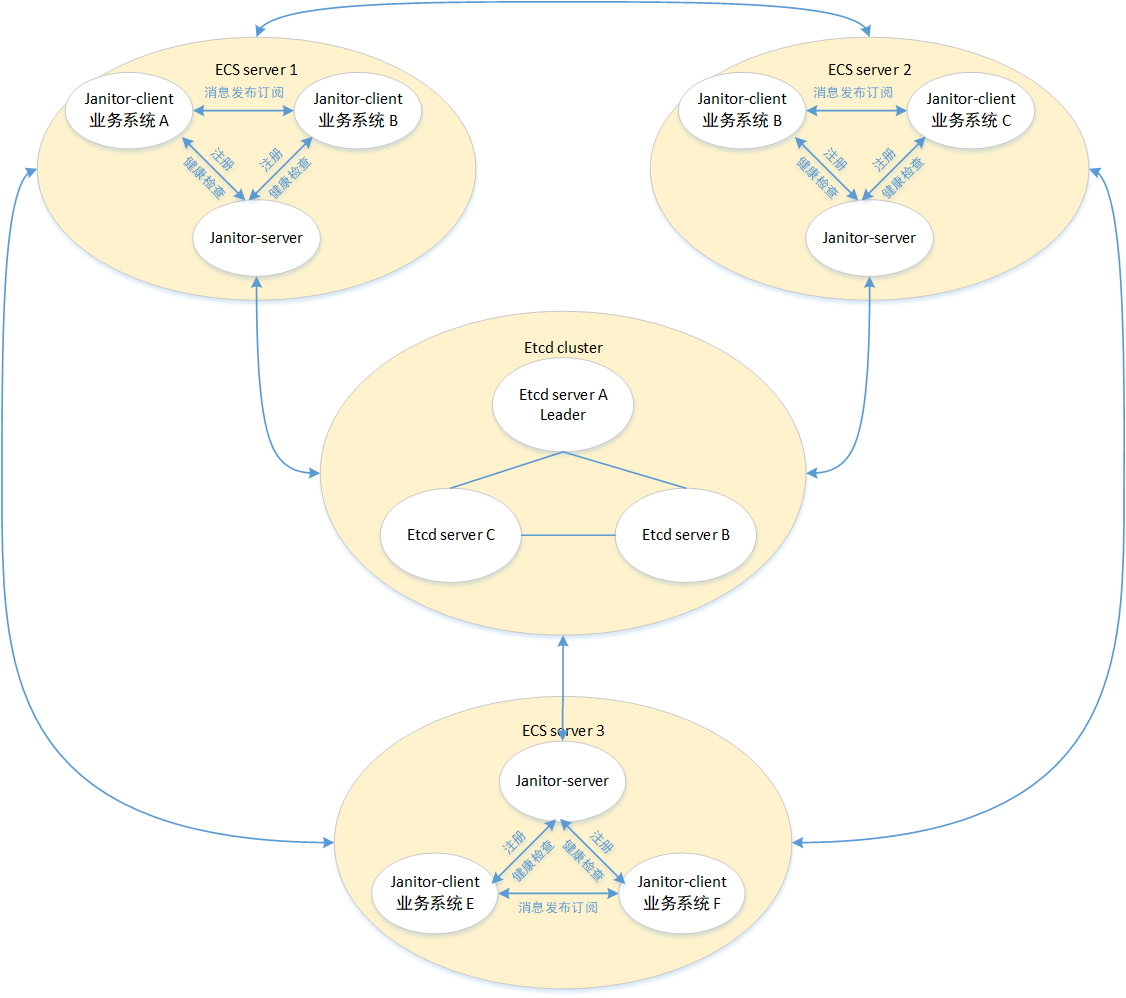 ECS server 1
Janitor-client
业务系统 A
消息发布订阅
Janitor-client
业务系统 B
注册
健康检查
注册
健康检查
Janitor-server
ECS server 2
Janitor-client
业务系统 B
消息发布订阅
Janitor-client
业务系统 C
注册
健康检查
注册
健康检查
Janitor-server
Etcd cluster
Etcd server A
Leader
Etcd server C
Etcd server B
ECS server 3
Janitor-server
注册
健康检查
注册
健康检查
Janitor-client
业务系统 E
消息发布订阅
Janitor-client
业务系统 F